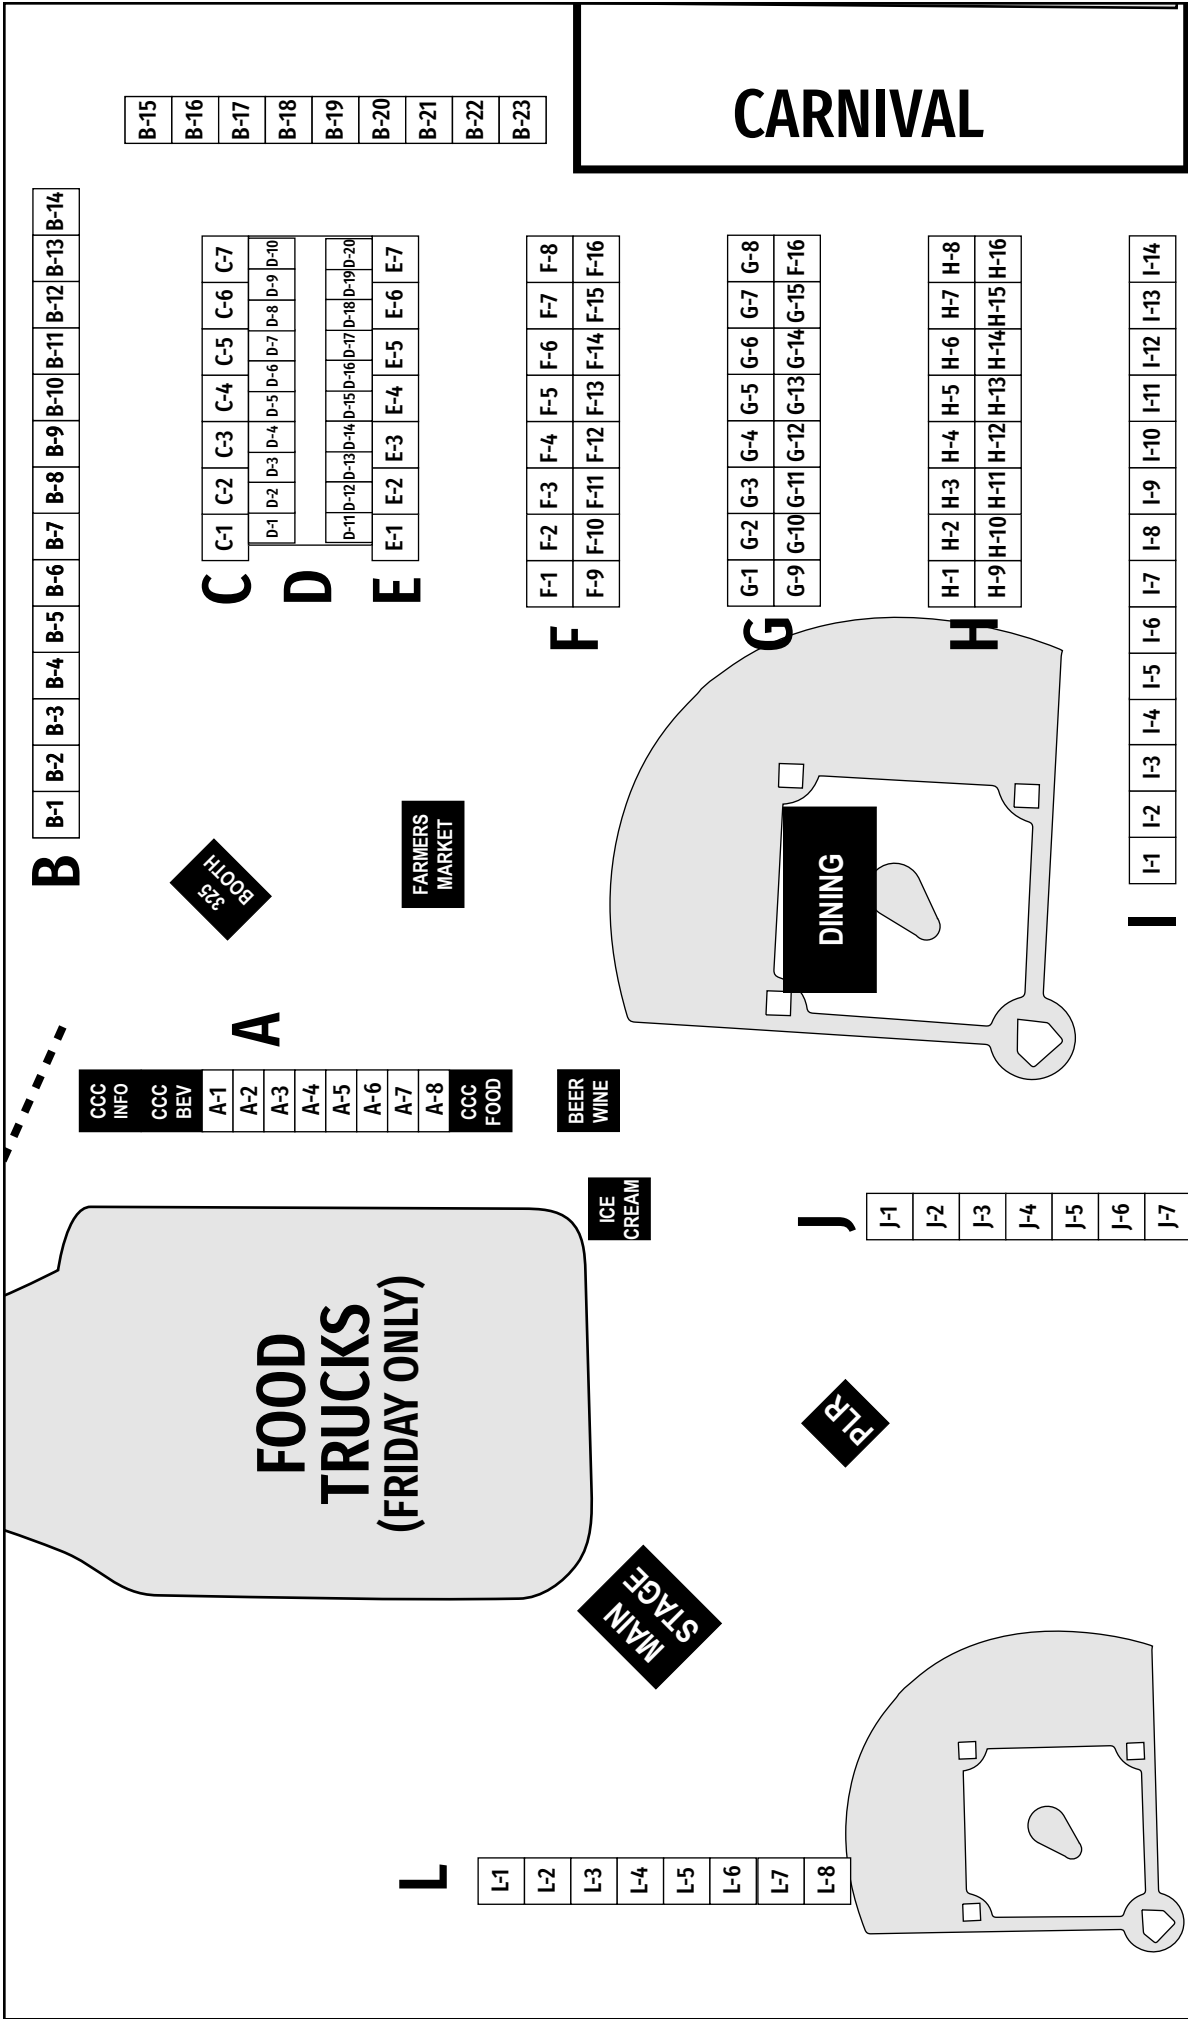 CARNIVAL
B-15
B-16
B-17
B-18
B-19
B-20
B-21
B-22
B-23
B
B-1
B-2
B-3
B-4
B-5
B-6
B-7
B-8
B-9
B-10
B-11
B-12
B-13
B-14
C
C-1
C-2
C-3
C-4
C-5
C-6
C-7
D
D-1
D-2
D-3
D-4
D-5
D-6
D-7
D-8
D-9
D-10
D-11
D-12
D-13
D-14
D-15
D-16
D-17
D-18
D-19
D-20
E
E-1
E-2
E-3
E-4
E-5
E-6
E-7
F
F-1
F-2
F-3
F-4
F-5
F-6
F-7
F-8
F-9
F-10
F-11
F-12
F-13
F-14
F-15
F-16
G
G-1
G-2
G-3
G-4
G-5
G-6
G-7
G-8
G-9
G-10
G-11
G-12
G-13
G-14
G-15
F-16
H
H-1
H-2
H-3
H-4
H-5
H-6
H-7
H-8
H-9
H-10
H-11
H-12
H-13
H-14
H-15
H-16
I
I-1
I-2
I-3
I-4
I-5
I-6
I-7
I-8
I-9
I-10
I-11
I-12
I-13
I-14
325
BOOTH
FARMERS
MARKET
DINING
A
CCC
INFO
CCC
BEV
A-1
A-2
A-3
A-4
A-5
A-6
A-7
A-8
CCC
FOOD
BEER
WINE
ICE
CREAM
J
J-1
J-2
J-3
J-4
J-5
J-6
J-7
FOOD
TRUCKS
(FRIDAY ONLY)
PLR
MAIN
STAGE
L
L-1
L-2
L-3
L-4
L-5
L-6
L-7
L-8